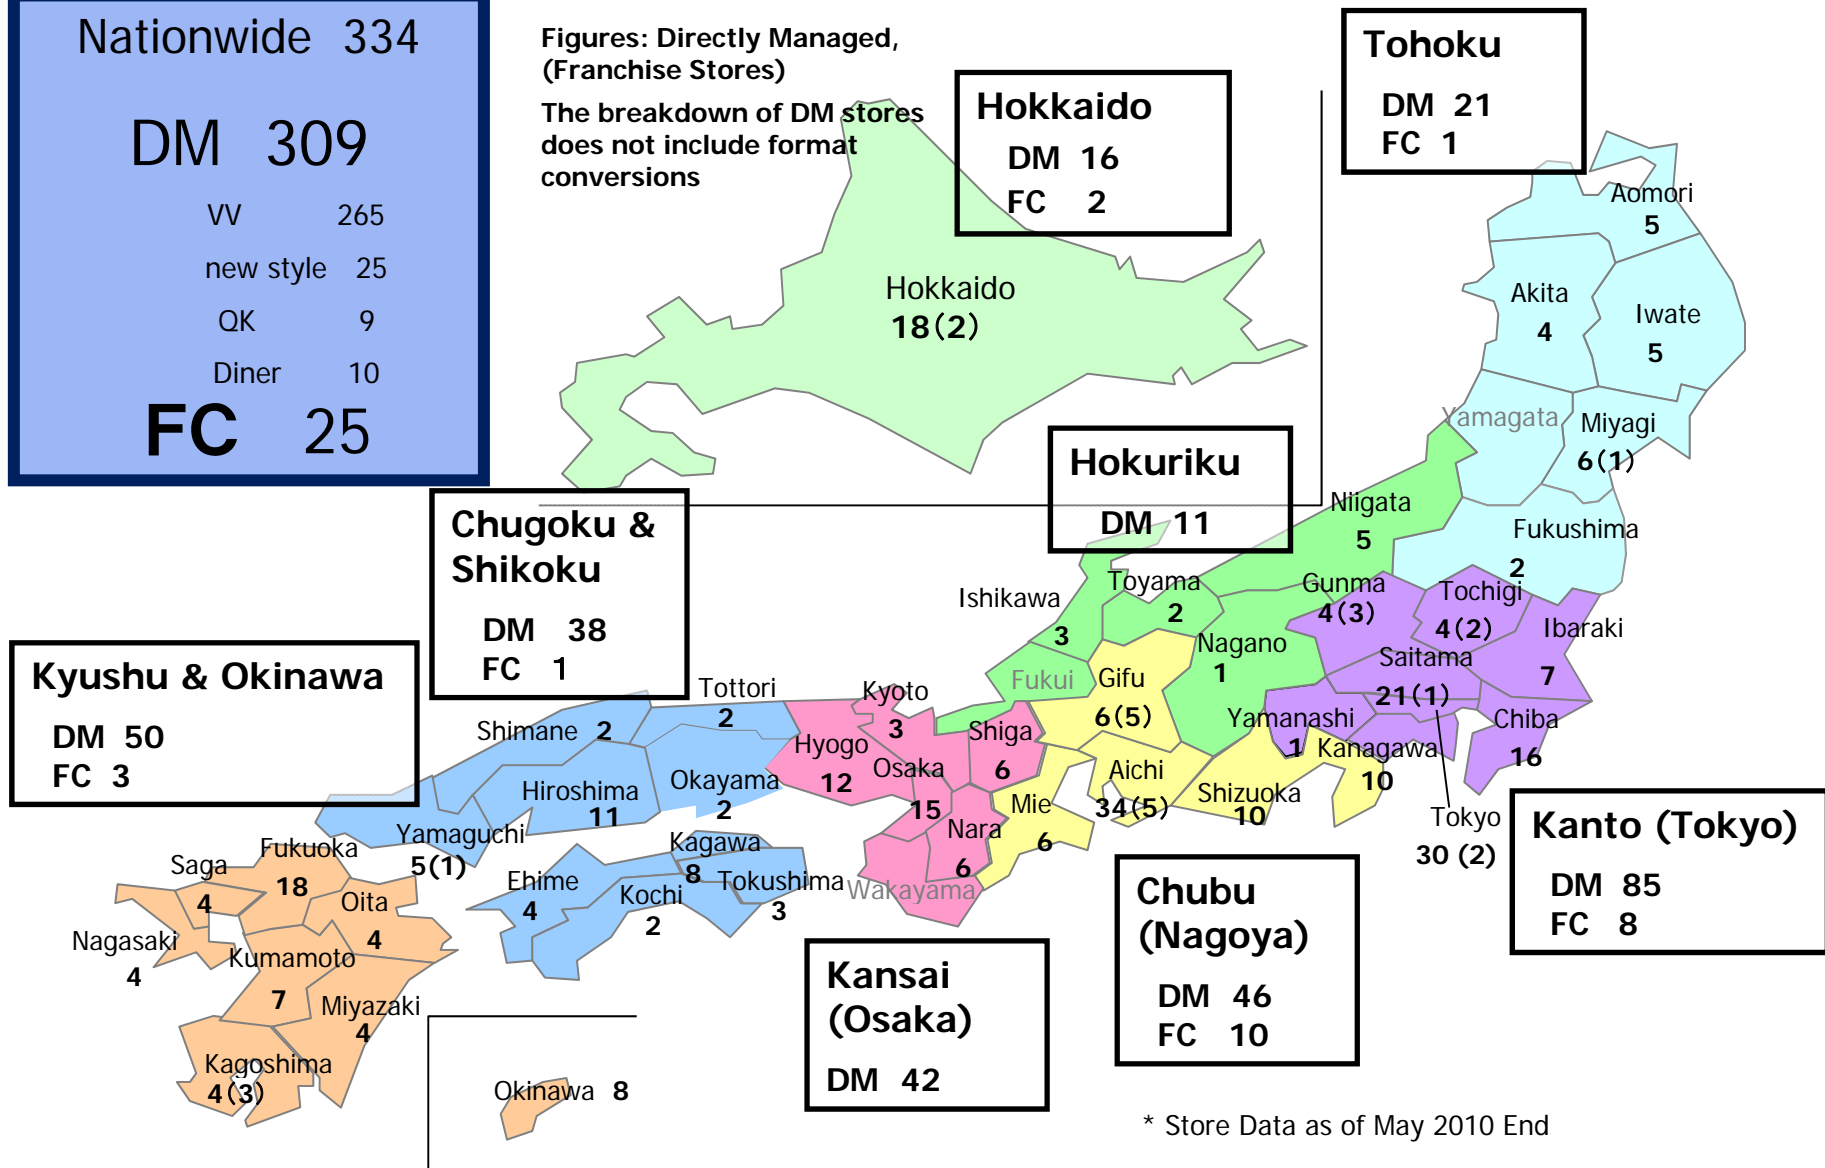 Nationwide 334
DM 309
VV 265
new style 25
QK 9
Diner 10
FC 25
Figures: Directly Managed,
(Franchise Stores)
The breakdown of DM stores
does not include format
conversions
Hokkaido
DM 16
FC 2
Tohoku
DM 21
FC 1
Hokkaido
18(2)
Aomori
5
Akita
4
Iwate
5
Yamagata
Miyagi
6(1)
Fukushima
2
Hokuriku
DM 11
Niigata
5
Toyama
2
Ishikawa
3
Fukui
Nagano
1
Gunma
4(3)
Tochigi
4(2)
Ibaraki
7
Saitama
21(1)
Chiba
16
Yamanashi
1
Kanagawa
10
Tokyo
30 (2)
Kanto (Tokyo)
DM 85
FC 8
Gifu
6(5)
Aichi
34(5)
Shizuoka
10
Mie
6
Chubu
(Nagoya)
DM 46
FC 10
Kyoto
3
Shiga
6
Hyogo
12
Osaka
15
Nara
6
Wakayama
Kansai
(Osaka)
DM 42
Chugoku &
Shikoku
DM 38
FC 1
Tottori
2
Shimane 2
Okayama
2
Hiroshima
11
Yamaguchi
5(1)
Kagawa
8
Tokushima
3
Ehime
4
Kochi
2
Kyushu & Okinawa
DM 50
FC 3
Fukuoka
18
Saga
4
Nagasaki
4
Oita
4
Kumamoto
7
Miyazaki
4
Kagoshima
4(3)
Okinawa 8
* Store Data as of May 2010 End